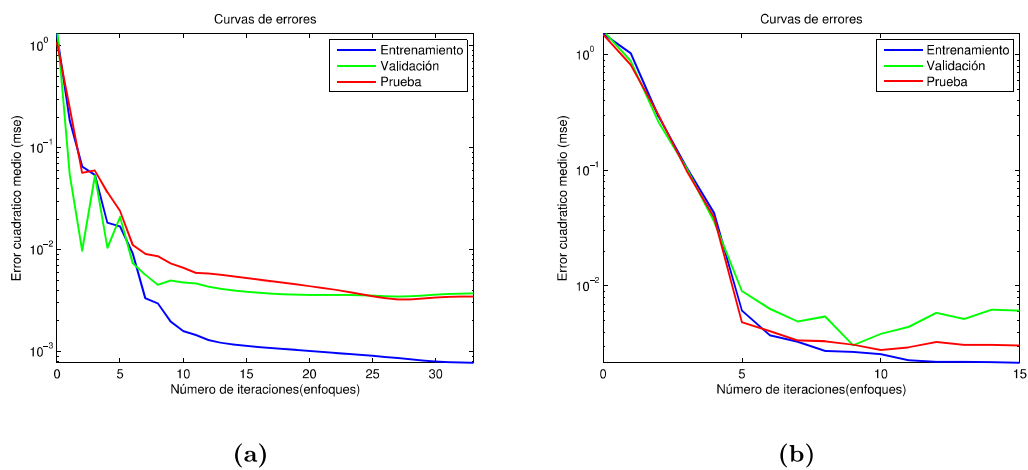 Curvas de errores
10^0
10^-1
10^-2
10^-3
Error cuadratico medio (mse)
Entrenamiento
Validación
Prueba
0 5 10 15 20 25 30
Número de iteraciones(enfoques)
(a)
Curvas de errores
10^0
10^-1
10^-2
Error cuadratico medio (mse)
Entrenamiento
Validación
Prueba
0 5 10 15
Número de iteraciones(enfoques)
(b)